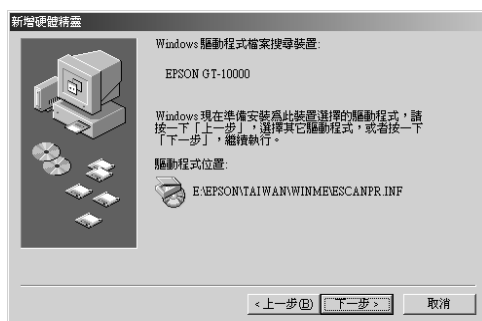 新增硬體精靈
Windows 驅動程式檔案搜尋裝置:
EPSON GT-10000
Windows 現在準備安裝為此裝置選擇的驅動程式，請
按一下「上一步」，選擇其它驅動程式，或者按一下
「下一步」，繼續執行。
驅動程式位置:
E:\EPSON\TAIWAN\WINME\ESCANPR.INF
<上一步(B) 下一步> 取消